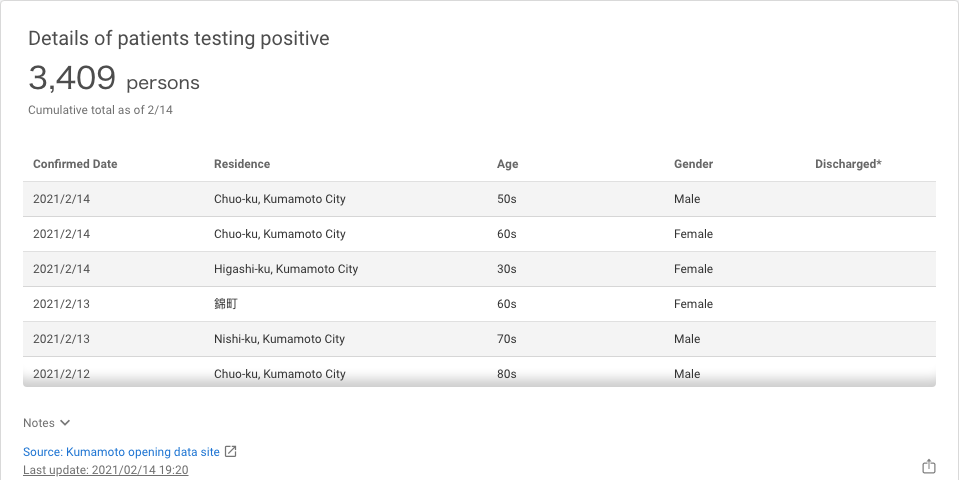 Details of patients testing positive
3,409 persons
Cumulative total as of 2/14
Confirmed Date Residence Age Gender Discharged*
2021/2/14 Chuo-ku, Kumamoto City 50s Male
2021/2/14 Chuo-ku, Kumamoto City 60s Female
2021/2/14 Higashi-ku, Kumamoto City 30s Female
2021/2/13 錦町 60s Female
2021/2/13 Nishi-ku, Kumamoto City 70s Male
2021/2/12 Chuo-ku, Kumamoto City 80s Male
Notes
Source: Kumamoto opening data site
Last update: 2021/02/14 19:20